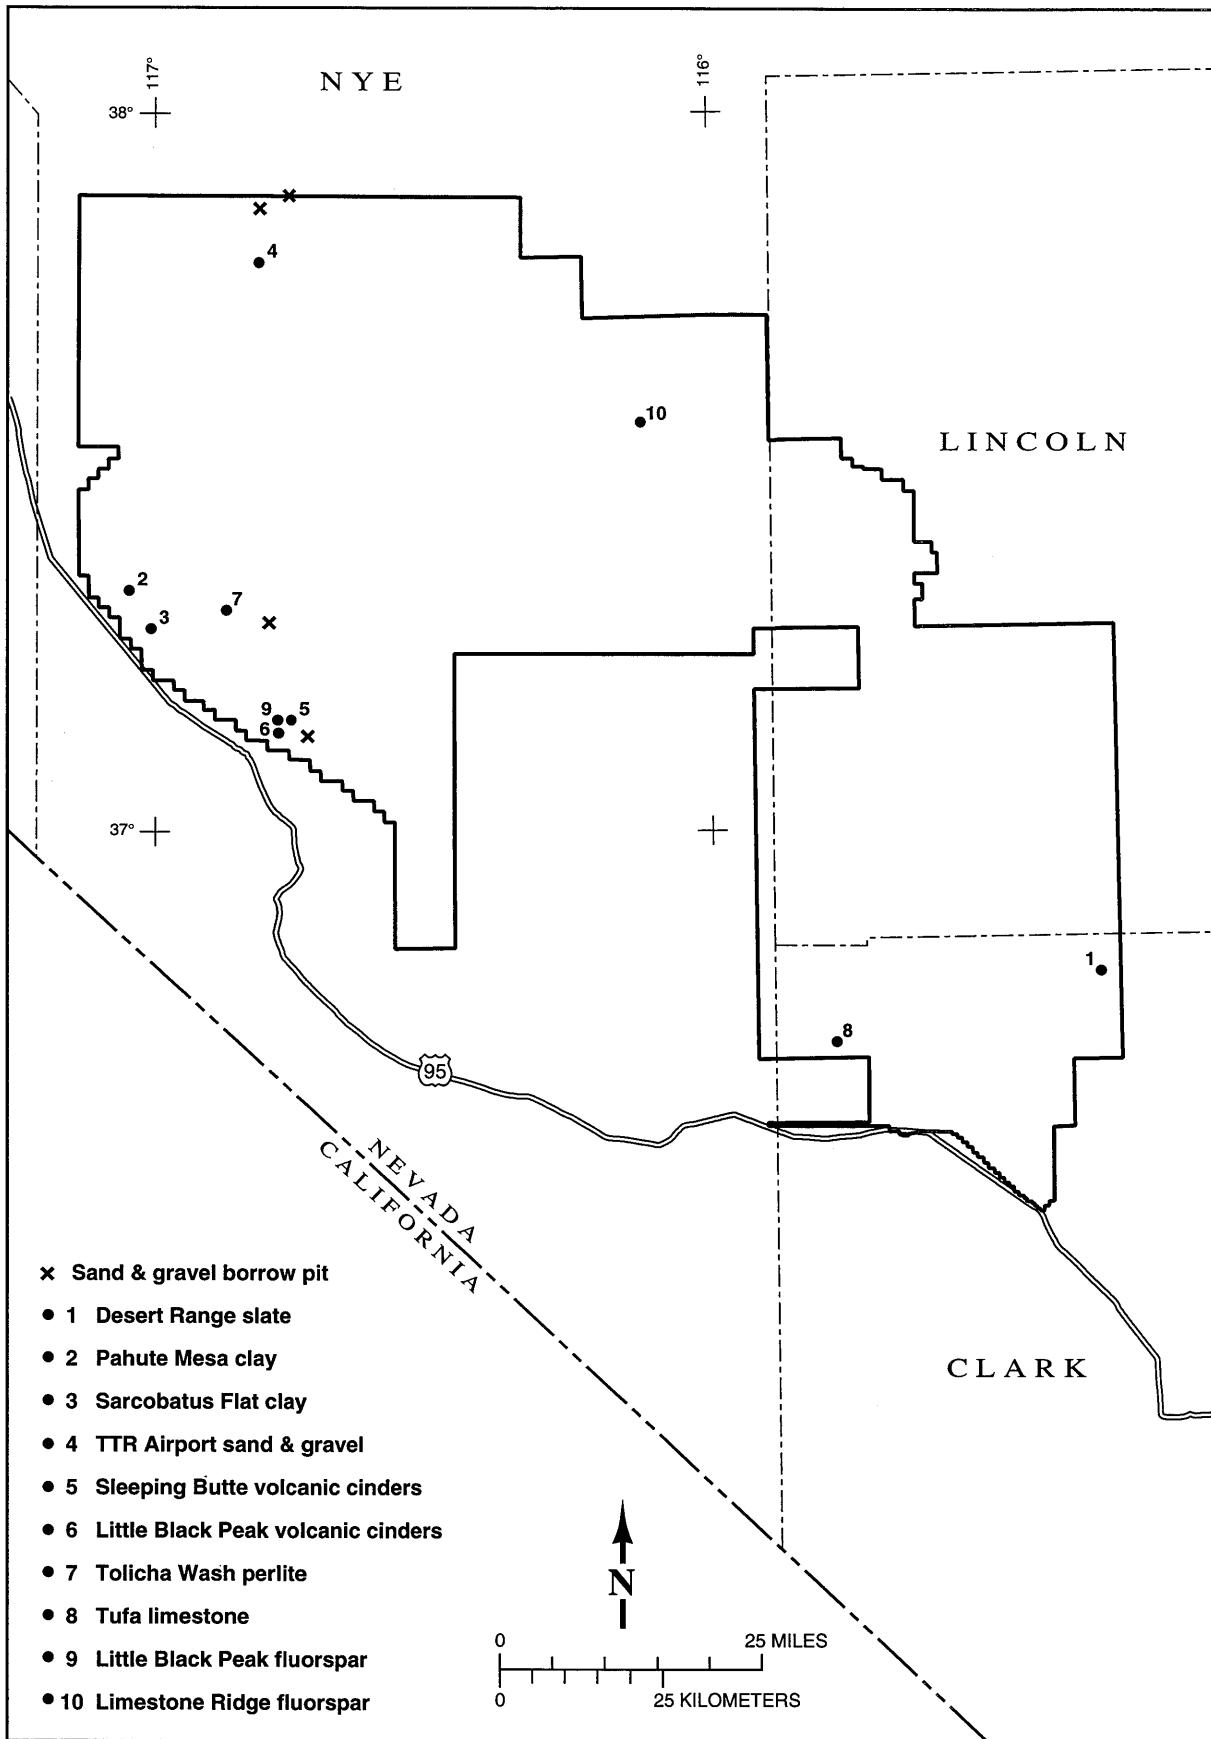 117°
116°
NYE
38°
4
10
LINCOLN
2
7
3
9 5
6
37°
1
8
95
NEVADA
CALIFORNIA
× Sand & gravel borrow pit
● 1 Desert Range slate
● 2 Pahute Mesa clay
● 3 Sarcobatus Flat clay
● 4 TTR Airport sand & gravel
● 5 Sleeping Butte volcanic cinders
● 6 Little Black Peak volcanic cinders
● 7 Tolicha Wash perlite
● 8 Tufa limestone
● 9 Little Black Peak fluorspar
● 10 Limestone Ridge fluorspar
CLARK
N
0 25 MILES
0 25 KILOMETERS